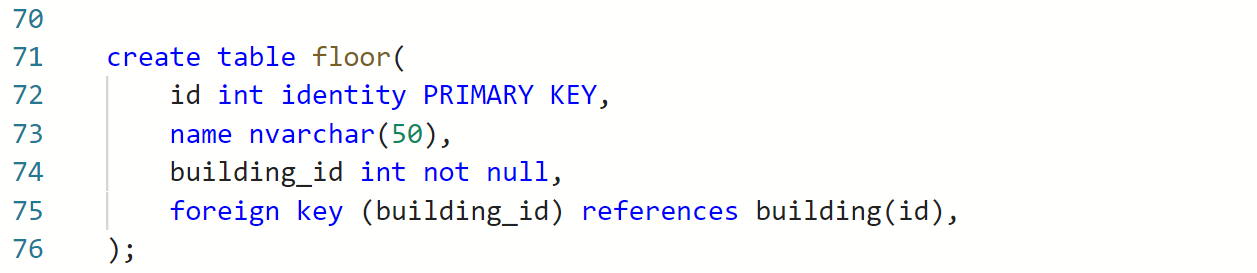 70
71 create table floor(
72 id int identity PRIMARY KEY,
73 name nvarchar(50),
74 building_id int not null,
75 foreign key (building_id) references building(id),
76 );